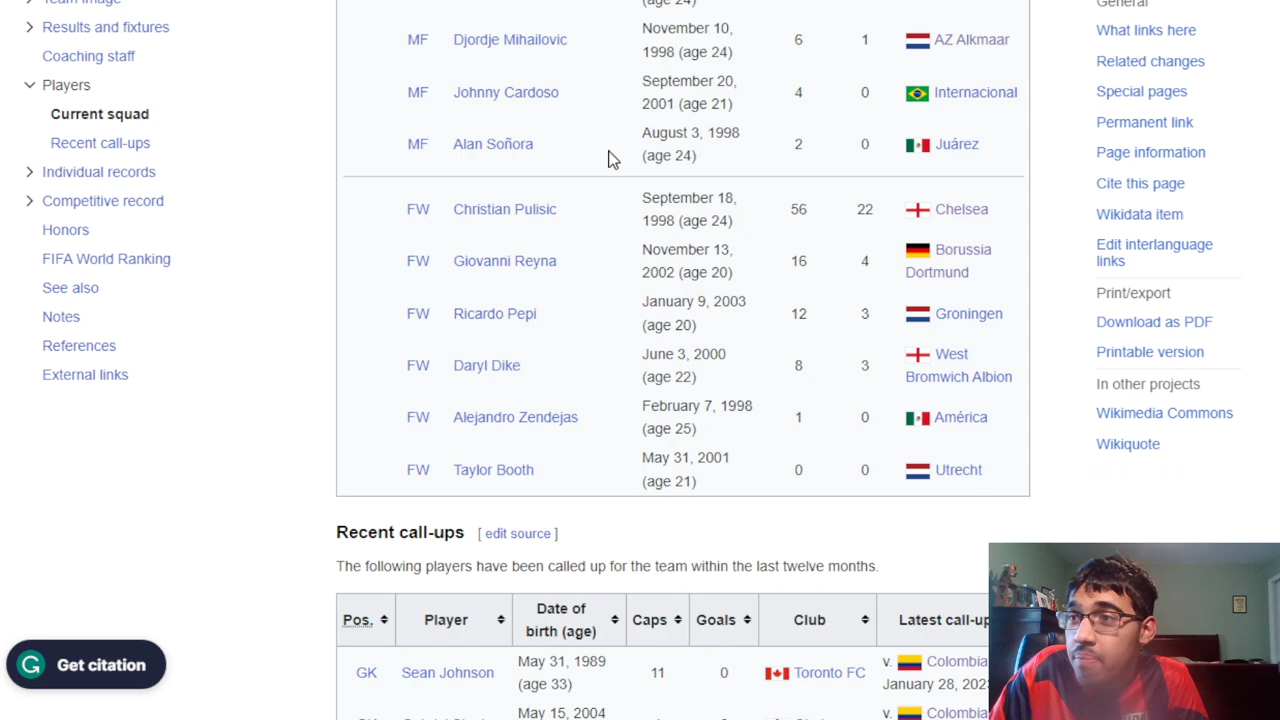 Team image
Results and fixtures
Coaching staff
Players
Current squad
Recent call-ups
Individual records
Competitive record
Honors
FIFA World Ranking
See also
Notes
References
External links
(age 24)
MF Djordje Mihailovic November 10, 1998 (age 24) 6 1 AZ Alkmaar
MF Johnny Cardoso September 20, 2001 (age 21) 4 0 Internacional
MF Alan Soñora August 3, 1998 (age 24) 2 0 Juárez
FW Christian Pulisic September 18, 1998 (age 24) 56 22 Chelsea
FW Giovanni Reyna November 13, 2002 (age 20) 16 4 Borussia Dortmund
FW Ricardo Pepi January 9, 2003 (age 20) 12 3 Groningen
FW Daryl Dike June 3, 2000 (age 22) 8 3 West Bromwich Albion
FW Alejandro Zendejas February 7, 1998 (age 25) 1 0 América
FW Taylor Booth May 31, 2001 (age 21) 0 0 Utrecht
Recent call-ups [ edit source ]
The following players have been called up for the team within the last twelve months.
Pos. Player Date of birth (age) Caps Goals Club Latest call-up
GK Sean Johnson May 31, 1989 (age 33) 11 0 Toronto FC v. Colombia January 28, 202
May 15, 2004 v. Colombia
General
What links here
Related changes
Special pages
Permanent link
Page information
Cite this page
Wikidata item
Edit interlanguage
links
Print/export
Download as PDF
Printable version
In other projects
Wikimedia Commons
Wikiquote
Get citation